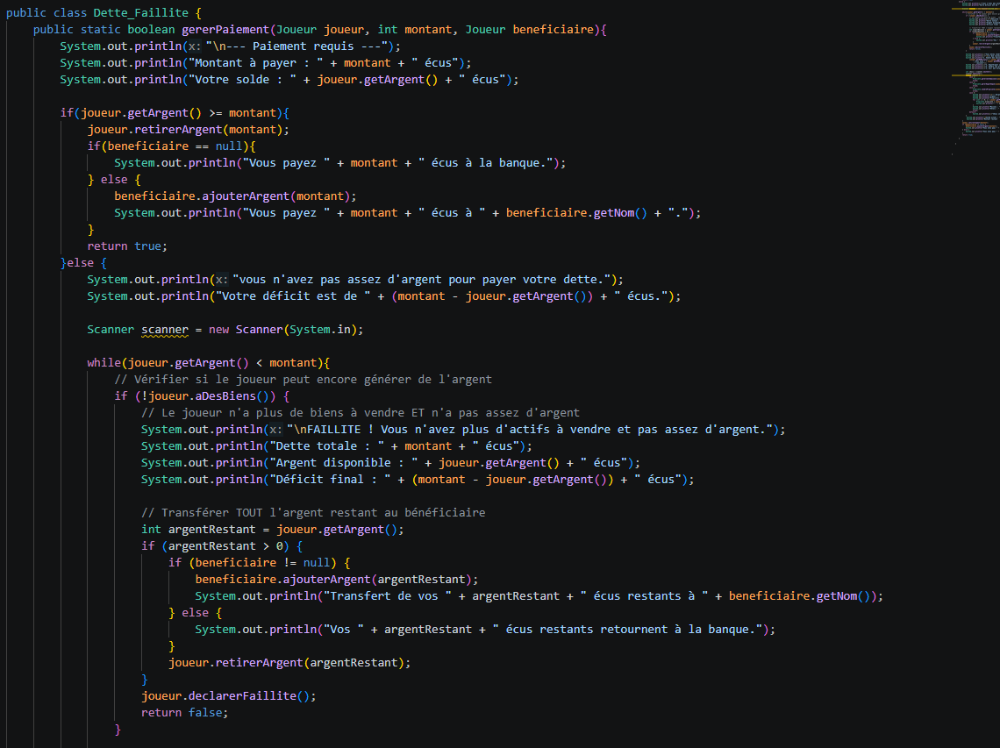 public class Dette_Faillite {
public static boolean gererPaiement(Joueur joueur, int montant, Joueur beneficiaire){
System.out.println(x: "\n--- Paiement requis ---");
System.out.println("Montant à payer : " + montant + " écus");
System.out.println("Votre solde : " + joueur.getArgent() + " écus");
if(joueur.getArgent() >= montant){
joueur.retirerArgent(montant);
if(beneficiaire == null){
System.out.println("Vous payez " + montant + " écus à la banque.");
} else {
beneficiaire.ajouterArgent(montant);
System.out.println("Vous payez " + montant + " écus à " + beneficiaire.getNom() + ".");
}
return true;
}else {
System.out.println(x: "vous n'avez pas assez d'argent pour payer votre dette.");
System.out.println("Votre déficit est de " + (montant - joueur.getArgent()) + " écus.");
Scanner scanner = new Scanner(System.in);
while(joueur.getArgent() < montant){
// Vérifier si le joueur peut encore générer de l'argent
if (!joueur.aDesBiens()) {
// Le joueur n'a plus de biens à vendre ET n'a pas assez d'argent
System.out.println(x: "\nFAILLITE ! Vous n'avez plus d'actifs à vendre et pas assez d'argent.");
System.out.println("Dette totale : " + montant + " écus");
System.out.println("Argent disponible : " + joueur.getArgent() + " écus");
System.out.println("Déficit final : " + (montant - joueur.getArgent()) + " écus");
// Transférer TOUT l'argent restant au bénéficiaire
int argentRestant = joueur.getArgent();
if (argentRestant > 0) {
if (beneficiaire != null) {
beneficiaire.ajouterArgent(argentRestant);
System.out.println("Transfert de vos " + argentRestant + " écus restants à " + beneficiaire.getNom());
} else {
System.out.println("Vos " + argentRestant + " écus restants retournent à la banque.");
}
joueur.retirerArgent(argentRestant);
}
joueur.declarerFaillite();
return false;
}